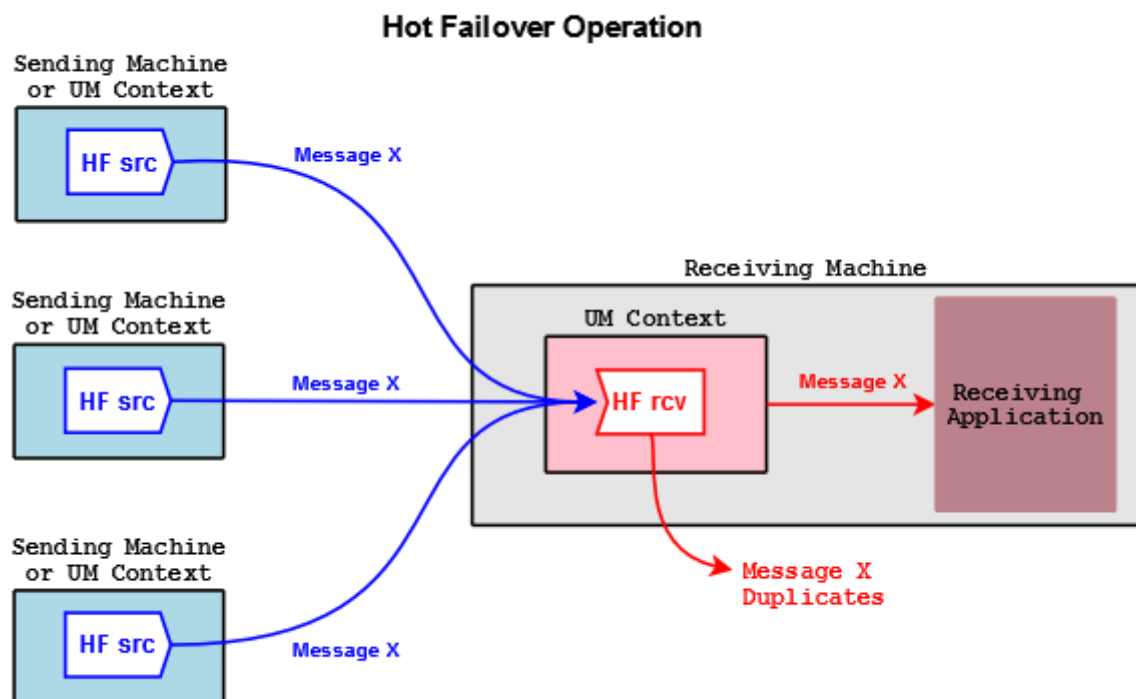 Hot Failover Operation
Sending Machine
or UM Context
HF src
Message X
Sending Machine
or UM Context
HF src
Message X
Sending Machine
or UM Context
HF src
Message X
Receiving Machine
UM Context
HF rcv
Message X
Receiving
Application
Message X
Duplicates